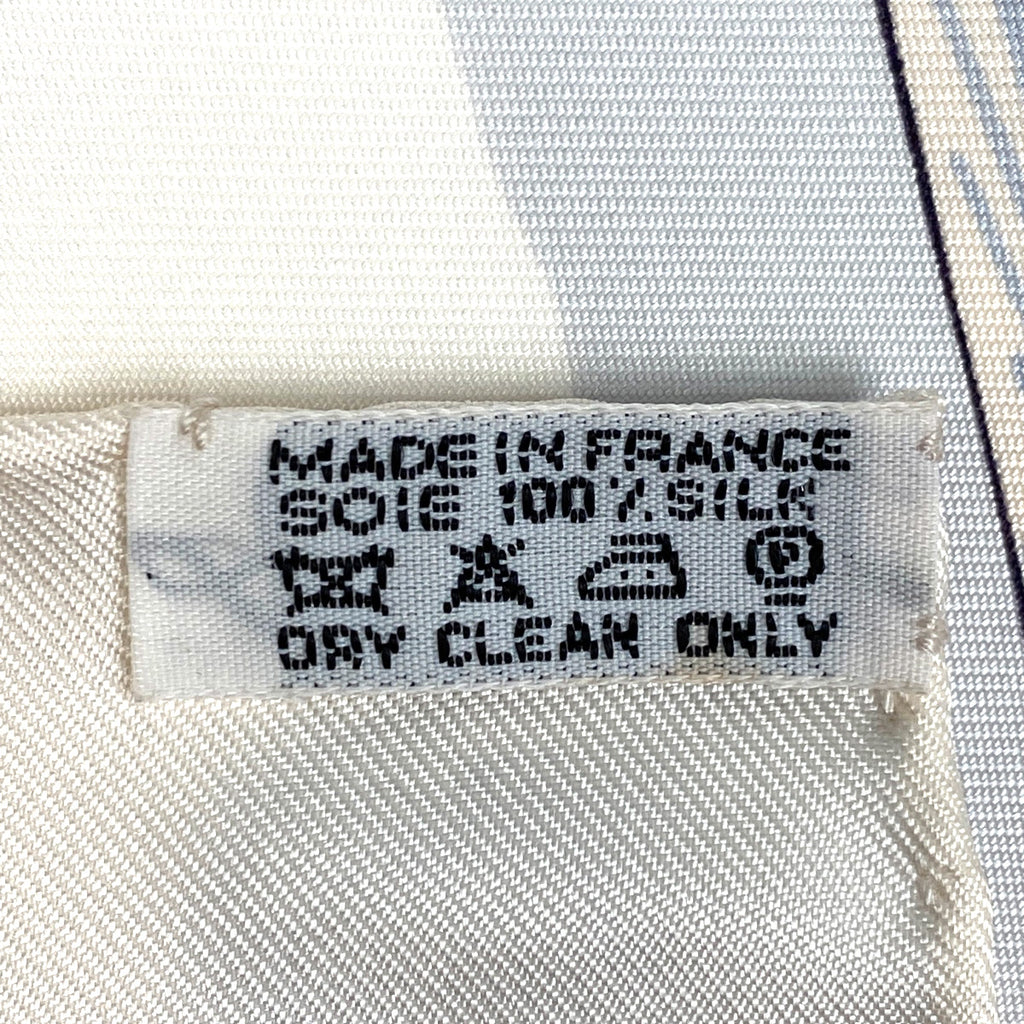 MADE IN FRANCE
SOIE 100% SILK
P
DRY CLEAN ONLY